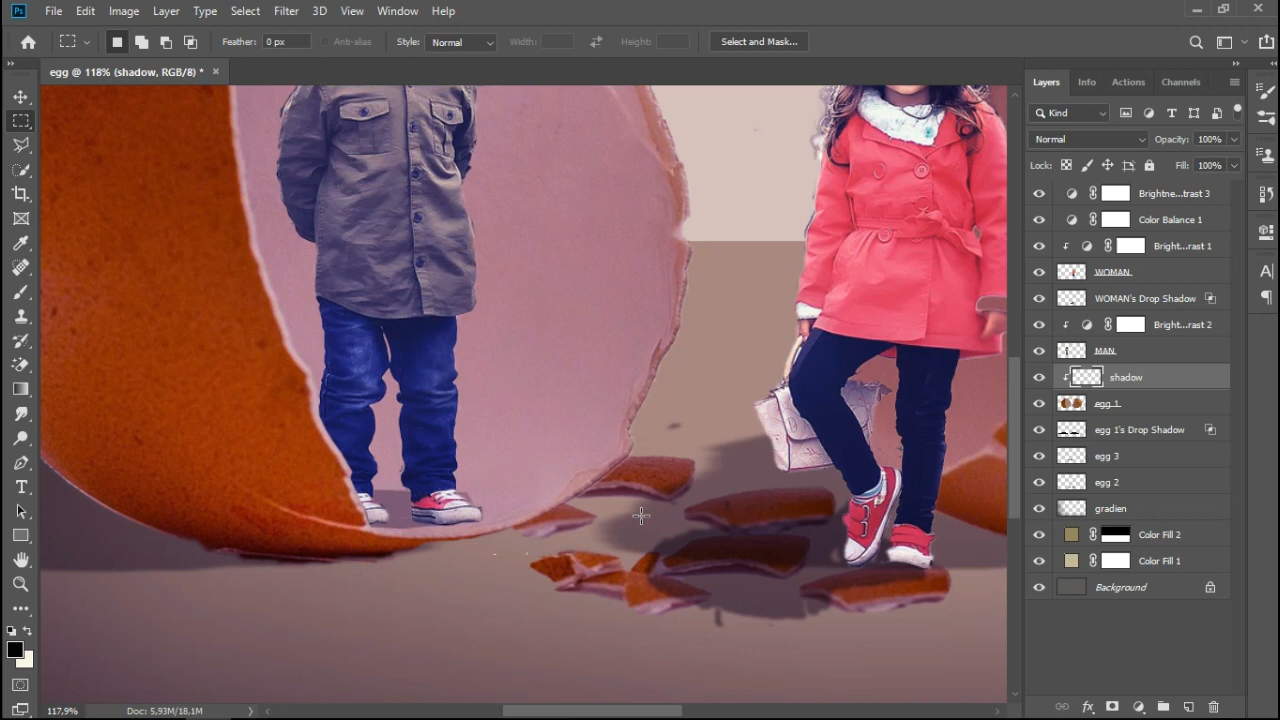 Ps File Edit Image Layer Type Select Filter 3D View Window Help
Feather: 0 px Anti-alias Style: Normal Width: Height: Select and Mask...
egg @ 118% (shadow, RGB/8) * ×
Layers Info Actions Channels
Kind
Normal Opacity: 100%
Lock: Fill: 100%
Brightne...trast 3
Color Balance 1
Bright...rast 1
WOMAN
WOMAN's Drop Shadow
Bright...rast 2
MAN
shadow
egg 1
egg 1's Drop Shadow
egg 3
egg 2
gradien
Color Fill 2
Color Fill 1
Background
117,9% Doc: 5,93M/18,1M